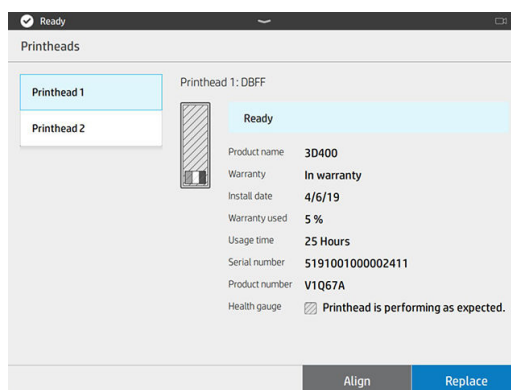 Ready
Printheads
Printhead 1
Printhead 2
Printhead 1: DBFF
Ready
Product name 3D400
Warranty In warranty
Install date 4/6/19
Warranty used 5 %
Usage time 25 Hours
Serial number 5191001000002411
Product number V1Q67A
Health gauge Printhead is performing as expected.
Align Replace